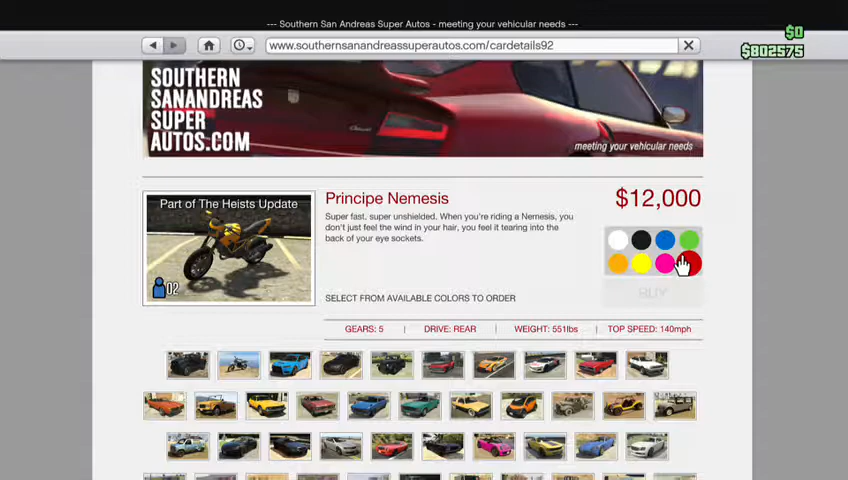 --- Southern San Andreas Super Autos - meeting your vehicular needs ---
www.southernsanandreassuperautos.com/cardetails92
$0
$802575
SOUTHERN
SANANDREAS
SUPER
AUTOS.COM
meeting your vehicular needs
Part of The Heists Update
02
Principe Nemesis
$12,000
Super fast, super unshielded. When you're riding a Nemesis, you
don't just feel the wind in your hair, you feel it tearing into the
back of your eye sockets.
SELECT FROM AVAILABLE COLORS TO ORDER
BUY
GEARS: 5 | DRIVE: REAR | WEIGHT: 551lbs | TOP SPEED: 140mph